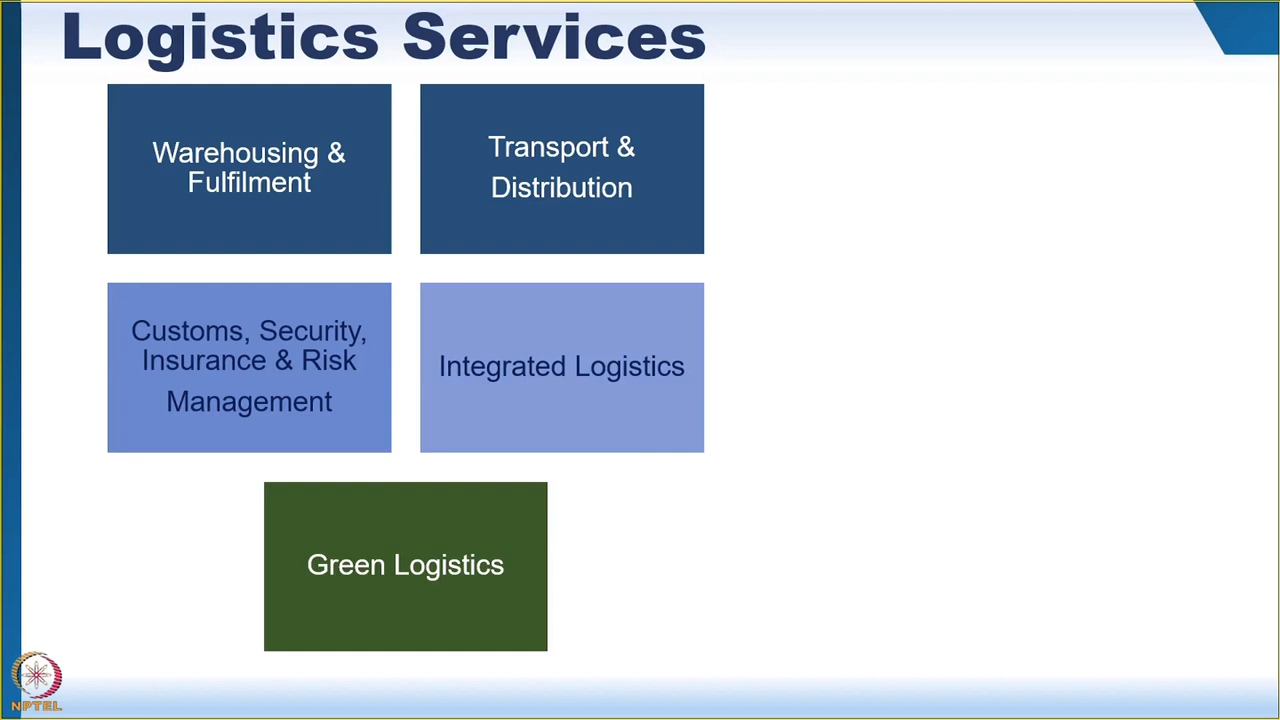 Logistics Services
Warehousing &
Fulfilment
Transport &
Distribution
Customs, Security,
Insurance & Risk
Management
Integrated Logistics
Green Logistics
NPTEL